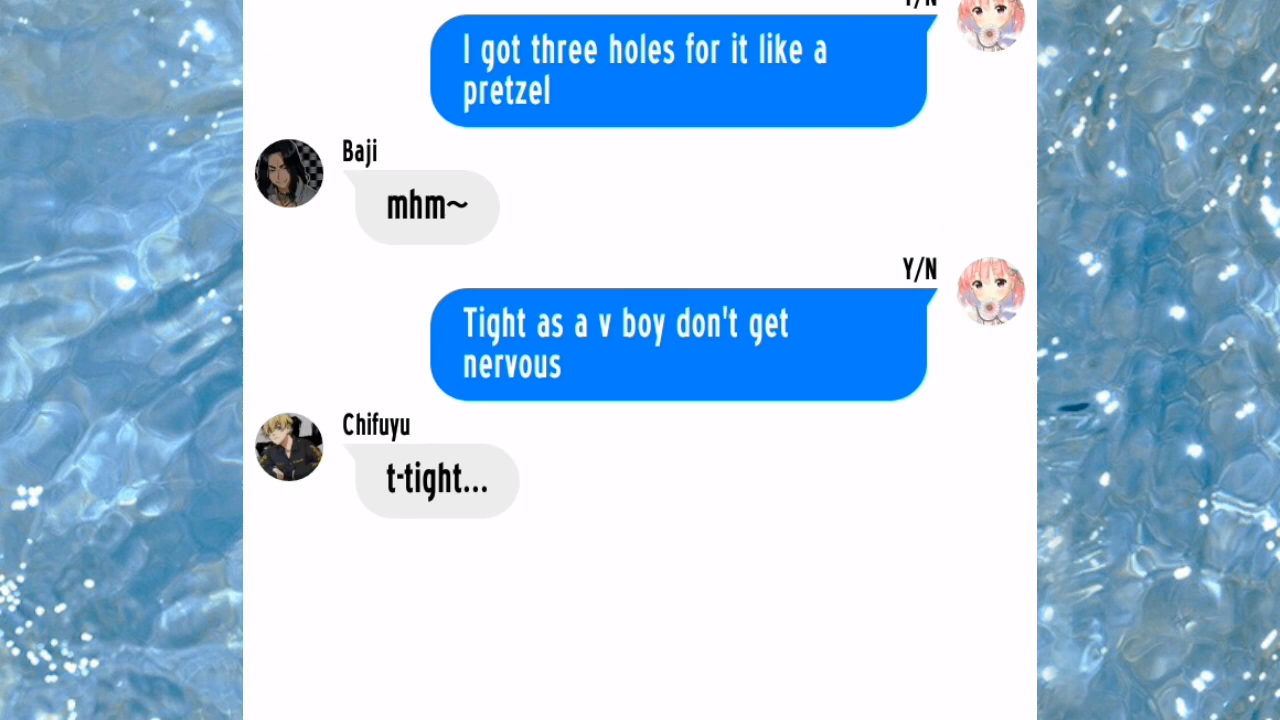 Y/N
I got three holes for it like a
pretzel
Baji
mhm~
Y/N
Tight as a v boy don't get
nervous
Chifuyu
t-tight...